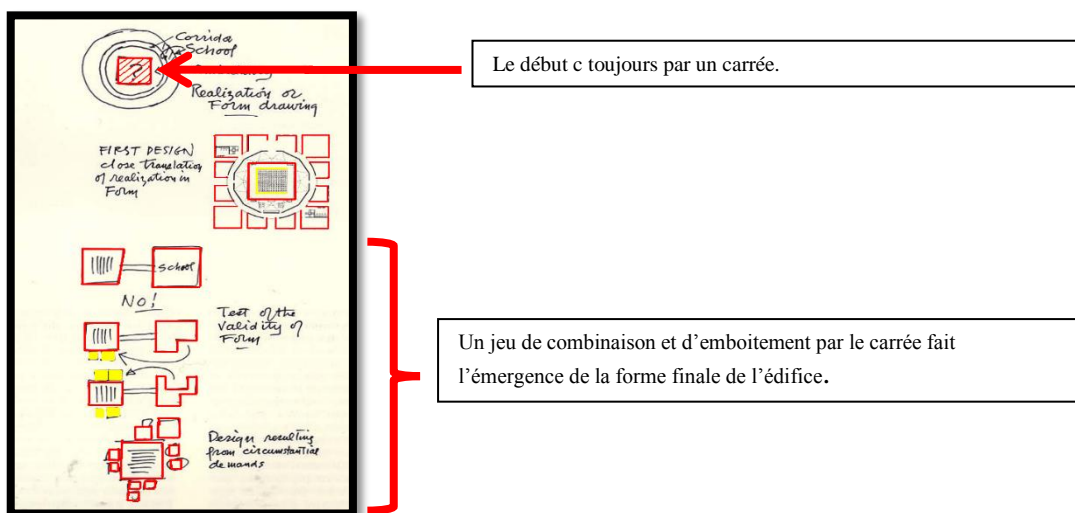 Corridor
School
?
Realization or
Form drawing
Le début c toujours par un carrée.
FIRST DESIGN
close translation
of realization in
Form
school
NO!
Test of the
validity of
Form
Un jeu de combinaison et d’emboitement par le carrée fait
l’émergence de la forme finale de l’édifice.
Design resulting
from circumstantial
demands